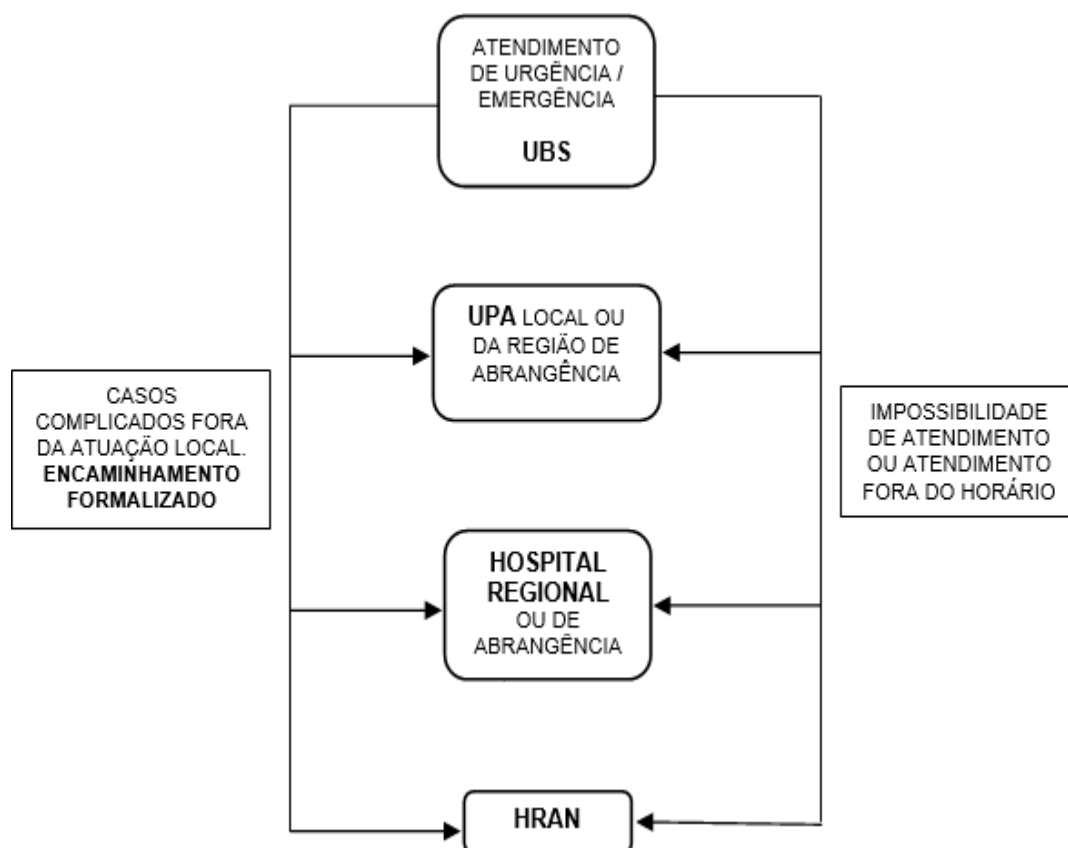 ATENDIMENTO
DE URGÊNCIA /
EMERGÊNCIA
UBS
UPA LOCAL OU
DA REGIÃO DE
ABRANGÊNCIA
CASOS
COMPLICADOS FORA
DA ATUAÇÃO LOCAL.
ENCAMINHAMENTO
FORMALIZADO
IMPOSSIBILIDADE
DE ATENDIMENTO
OU ATENDIMENTO
FORA DO HORÁRIO
HOSPITAL
REGIONAL
OU DE
ABRANGÊNCIA
HRAN